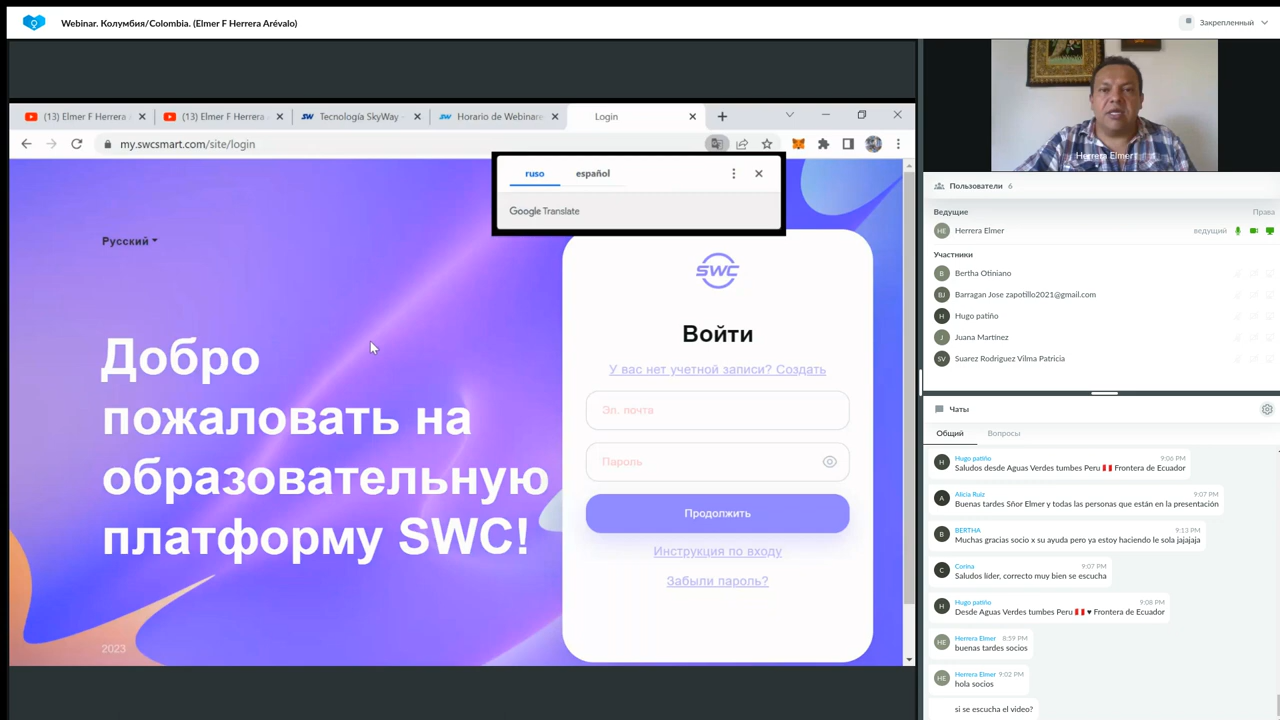 Webinar. Колумбия/Colombia. (Elmer F Herrera Arévalo)
Закрепленный
(13) Elmer F Herrera
(13) Elmer F Herrera
Tecnología SkyWay -
Horario de Webinare
Login
my.swcsmart.com/site/login
ruso
español
Google Translate
Русский
Добро
пожаловать на
образовательную
платформу SWC!
2023
SWC
Войти
У вас нет учетной записи? Создать
Эл. почта
Пароль
Продолжить
Инструкция по входу
Забыли пароль?
Herrera Elmer
Пользователи 6
Ведущие
Права
HE Herrera Elmer ведущий
Участники
B Bertha Otiniano
BJ Barragan Jose zapotillo2021@gmail.com
H Hugo patiño
J Juana Martínez
SV Suarez Rodriguez Vilma Patricia
Чаты
Общий Вопросы
Hugo patiño 9:06 PM
H Saludos desde Aguas Verdes tumbes Peru 🇵🇪 Frontera de Ecuador
Alicia Ruiz 9:07 PM
A Buenas tardes Sñor Elmer y todas las personas que están en la presentación
BERTHA 9:13 PM
B Muchas gracias socio x su ayuda pero ya estoy haciendo le sola jajajaja
Corina 9:07 PM
C Saludos líder, correcto muy bien se escucha
Hugo patiño 9:08 PM
H Desde Aguas Verdes tumbes Peru 🇵🇪 ♥ Frontera de Ecuador
Herrera Elmer 8:59 PM
HE buenas tardes socios
Herrera Elmer 9:02 PM
HE hola socios
si se escucha el video?